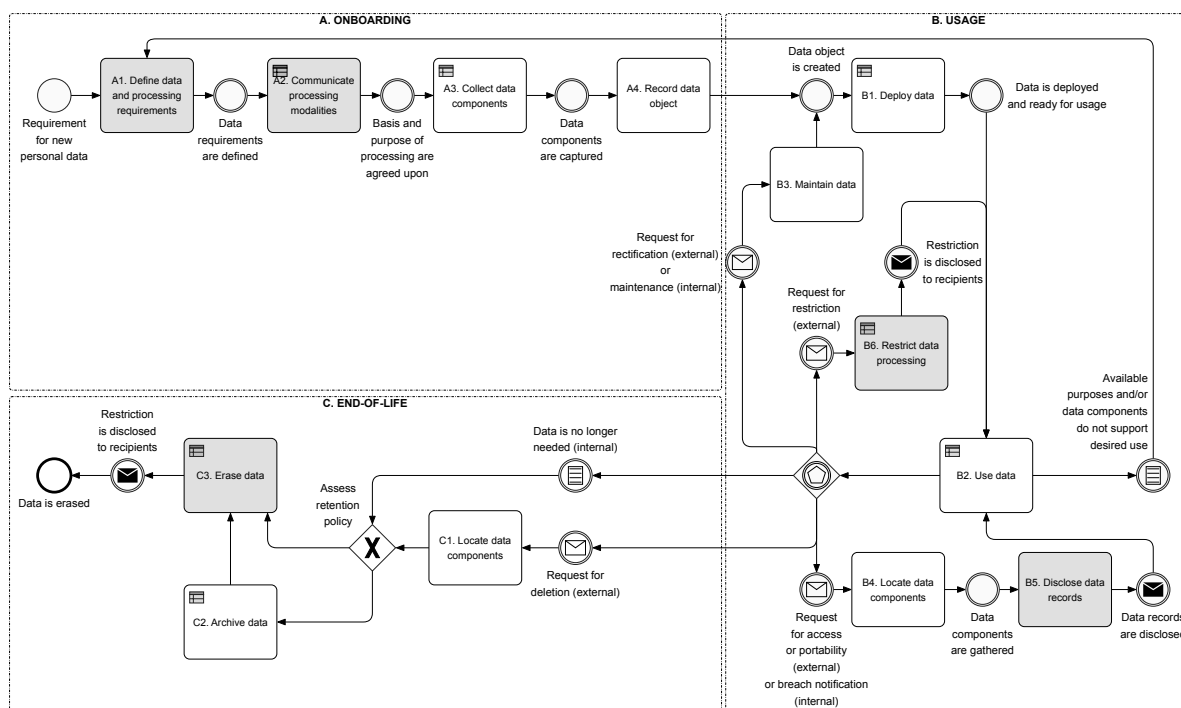 A. ONBOARDING
A1. Define data
and processing
requirements
A2. Communicate
processing
modalities
A3. Collect data
components
A4. Record data
object
Requirement
for new
personal data
Data
requirements
are defined
Basis and
purpose of
processing are
agreed upon
Data
components
are captured
B. USAGE
Data object
is created
B1. Deploy data
Data is deployed
and ready for usage
B3. Maintain data
Request for
rectification (external)
or
maintenance (internal)
Restriction
is disclosed
to recipients
Request for
restriction
(external)
B6. Restrict data
processing
Available
purposes and/or
data components
do not support
desired use
B2. Use data
B4. Locate data
components
B5. Disclose data
records
Request
for access
or portability
(external)
or breach notification
(internal)
Data
components
are gathered
Data records
are disclosed
C. END-OF-LIFE
Restriction
is disclosed
to recipients
Data is no longer
needed (internal)
C3. Erase data
Data is erased
Assess
retention
policy
X
C1. Locate data
components
Request for
deletion (external)
C2. Archive data